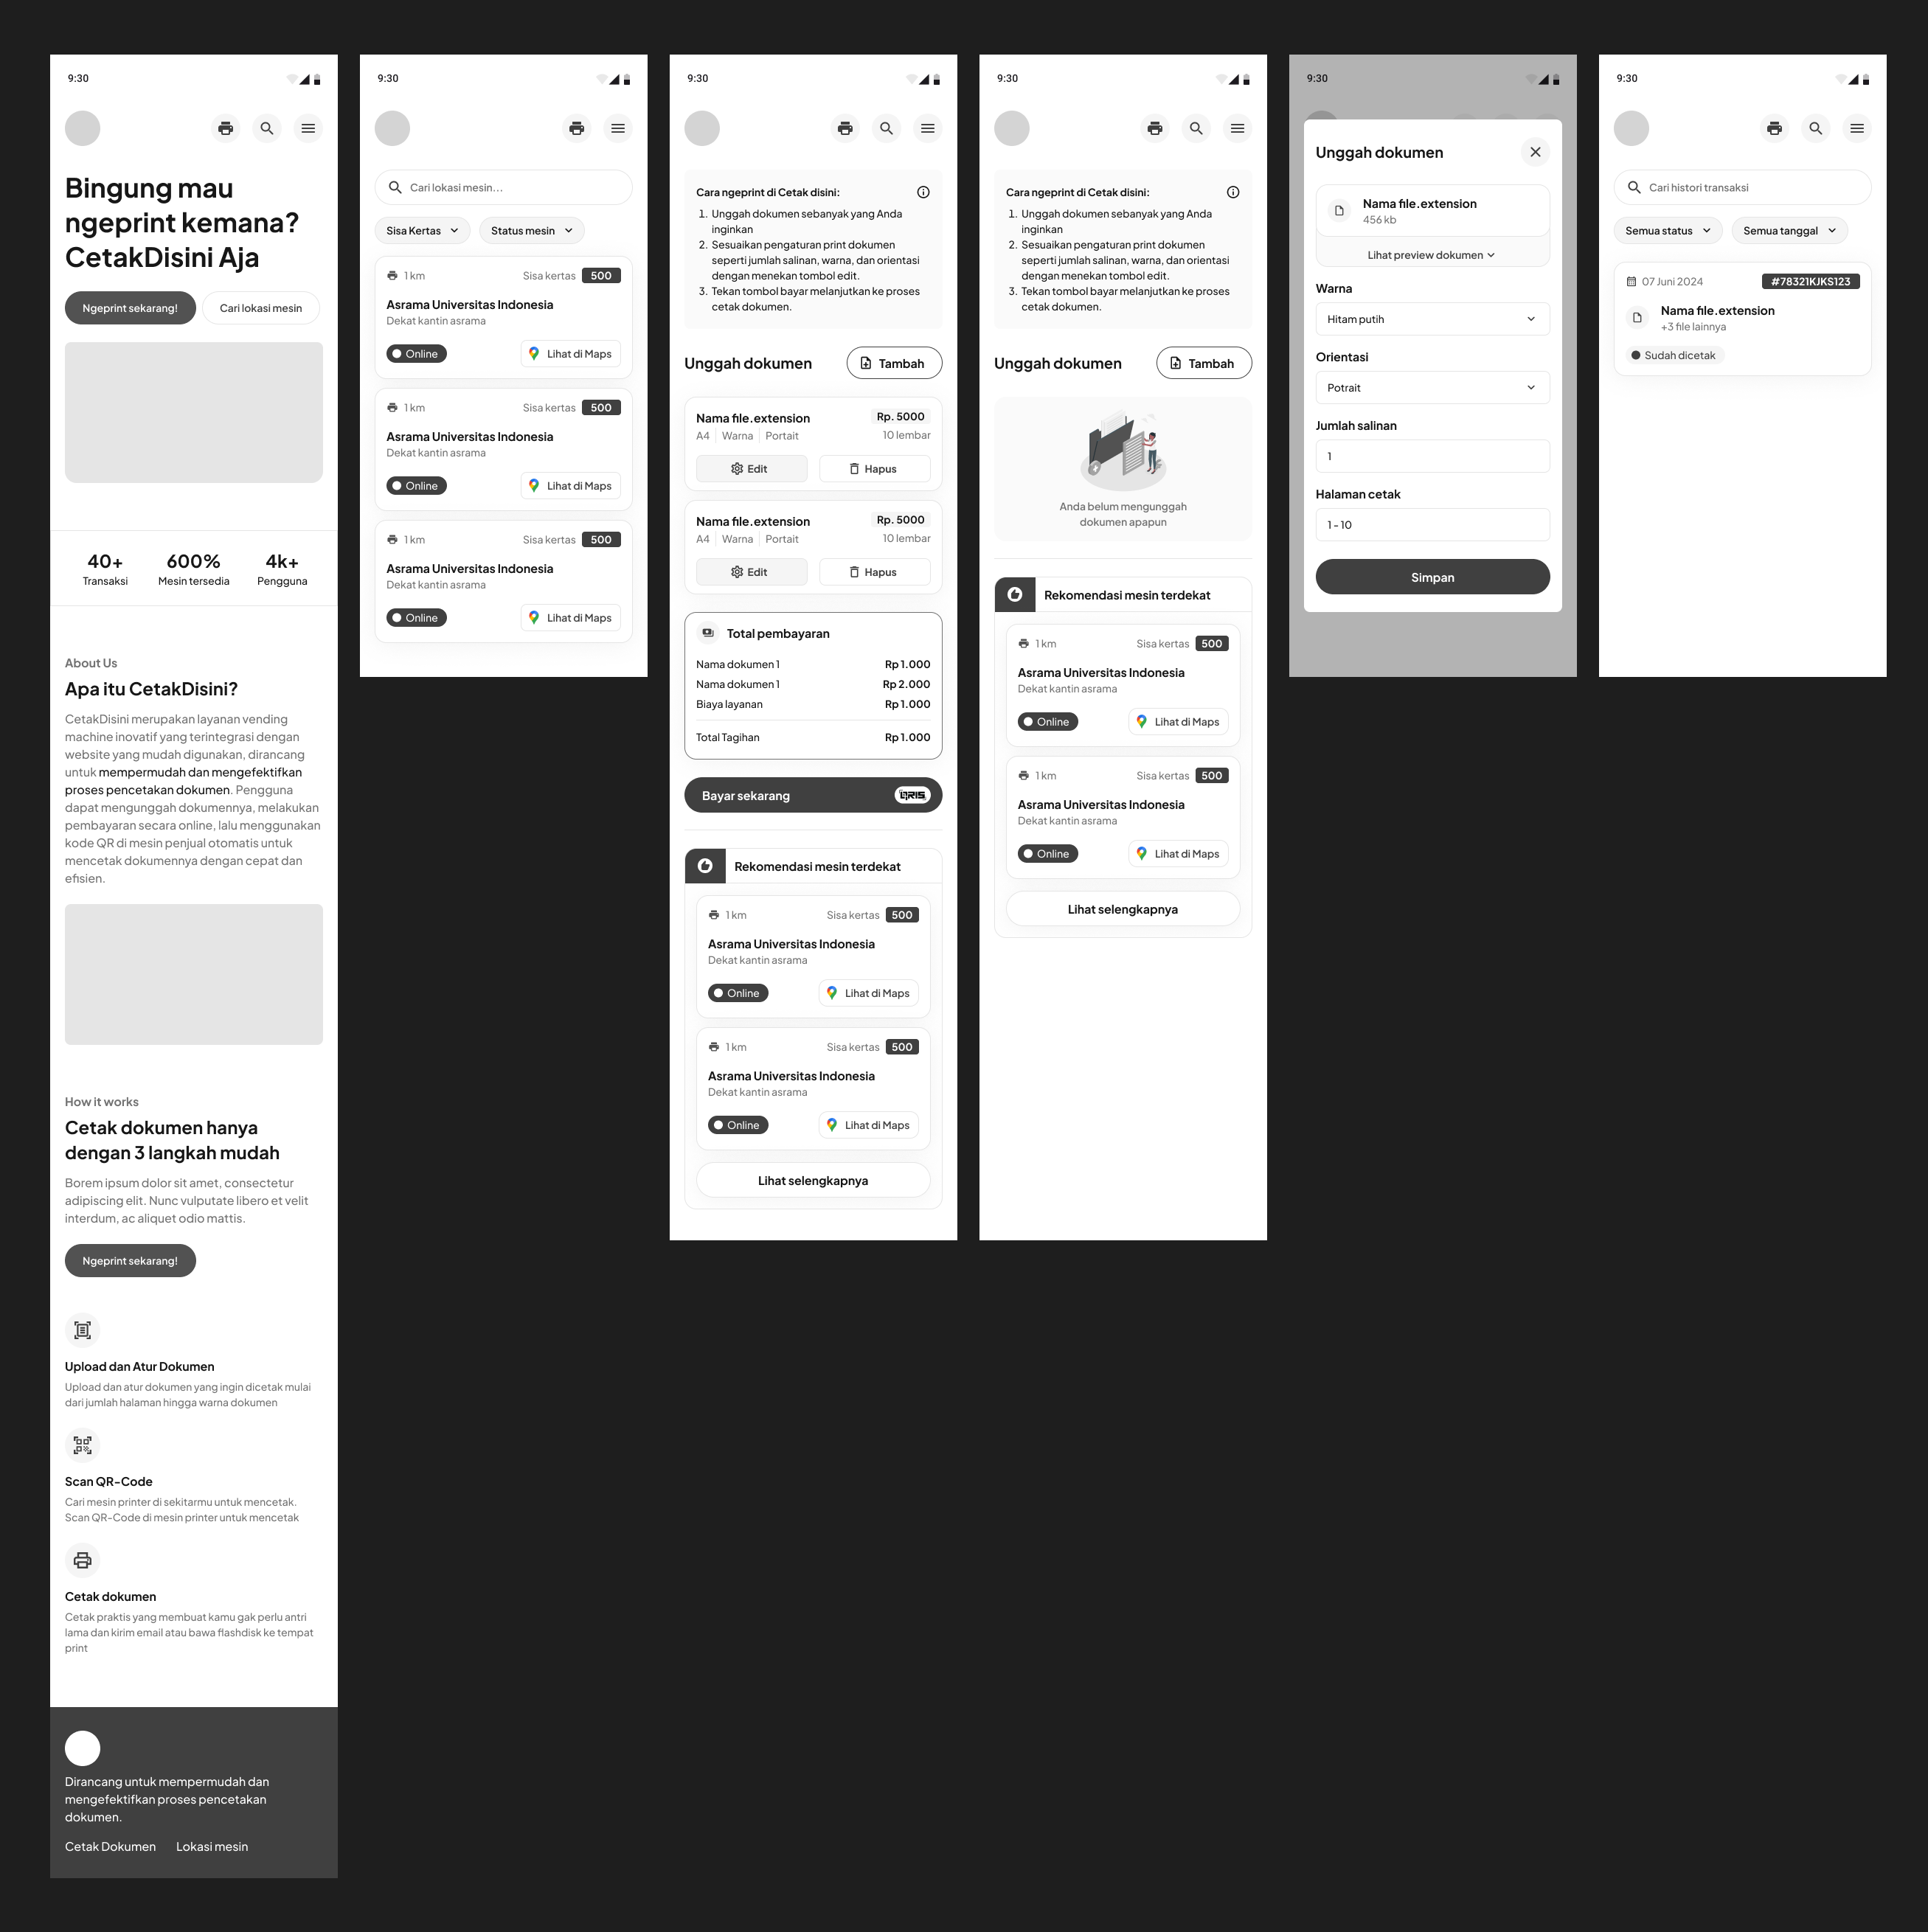 9:30
Bingung mau
ngeprint kemana?
CetakDisini Aja
Ngeprint sekarang!
Cari lokasi mesin
40+
Transaksi
600%
Mesin tersedia
4k+
Pengguna
About Us
Apa itu CetakDisini?
CetakDisini merupakan layanan vending
machine inovatif yang terintegrasi dengan
website yang mudah digunakan, dirancang
untuk mempermudah dan mengefektifkan
proses pencetakan dokumen. Pengguna
dapat mengunggah dokumennya, melakukan
pembayaran secara online, lalu menggunakan
kode QR di mesin penjual otomatis untuk
mencetak dokumennya dengan cepat dan
efisien.
How it works
Cetak dokumen hanya
dengan 3 langkah mudah
Borem ipsum dolor sit amet, consectetur
adipiscing elit. Nunc vulputate libero et velit
interdum, ac aliquet odio mattis.
Ngeprint sekarang!
Upload dan Atur Dokumen
Upload dan atur dokumen yang ingin dicetak mulai
dari jumlah halaman hingga warna dokumen
Scan QR-Code
Cari mesin printer di sekitarmu untuk mencetak.
Scan QR-Code di mesin printer untuk mencetak
Cetak dokumen
Cetak praktis yang membuat kamu gak perlu antri
lama dan kirim email atau bawa flashdisk ke tempat
print
Dirancang untuk mempermudah dan
mengefektifkan proses pencetakan
dokumen.
Cetak Dokumen Lokasi mesin
9:30
Cari lokasi mesin...
Sisa Kertas Status mesin
1 km Sisa kertas 500
Asrama Universitas Indonesia
Dekat kantin asrama
Online Lihat di Maps
1 km Sisa kertas 500
Asrama Universitas Indonesia
Dekat kantin asrama
Online Lihat di Maps
1 km Sisa kertas 500
Asrama Universitas Indonesia
Dekat kantin asrama
Online Lihat di Maps
9:30
Cara ngeprint di Cetak disini:
1. Unggah dokumen sebanyak yang Anda
inginkan
2. Sesuaikan pengaturan print dokumen
seperti jumlah salinan, warna, dan orientasi
dengan menekan tombol edit.
3. Tekan tombol bayar melanjutkan ke proses
cetak dokumen.
Unggah dokumen Tambah
Nama file.extension Rp. 5000
A4 Warna Portait 10 lembar
Edit Hapus
Nama file.extension Rp. 5000
A4 Warna Portait 10 lembar
Edit Hapus
Total pembayaran
Nama dokumen 1 Rp 1.000
Nama dokumen 1 Rp 2.000
Biaya layanan Rp 1.000
Total Tagihan Rp 1.000
Bayar sekarang QRIS
Rekomendasi mesin terdekat
1 km Sisa kertas 500
Asrama Universitas Indonesia
Dekat kantin asrama
Online Lihat di Maps
1 km Sisa kertas 500
Asrama Universitas Indonesia
Dekat kantin asrama
Online Lihat di Maps
Lihat selengkapnya
9:30
Cara ngeprint di Cetak disini:
1. Unggah dokumen sebanyak yang Anda
inginkan
2. Sesuaikan pengaturan print dokumen
seperti jumlah salinan, warna, dan orientasi
dengan menekan tombol edit.
3. Tekan tombol bayar melanjutkan ke proses
cetak dokumen.
Unggah dokumen Tambah
Anda belum mengunggah
dokumen apapun
Rekomendasi mesin terdekat
1 km Sisa kertas 500
Asrama Universitas Indonesia
Dekat kantin asrama
Online Lihat di Maps
1 km Sisa kertas 500
Asrama Universitas Indonesia
Dekat kantin asrama
Online Lihat di Maps
Lihat selengkapnya
9:30
Unggah dokumen
Nama file.extension
456 kb
Lihat preview dokumen
Warna
Hitam putih
Orientasi
Potrait
Jumlah salinan
1
Halaman cetak
1 - 10
Simpan
9:30
Cari histori transaksi
Semua status Semua tanggal
07 Juni 2024 #78321KJKS123
Nama file.extension
+3 file lainnya
Sudah dicetak